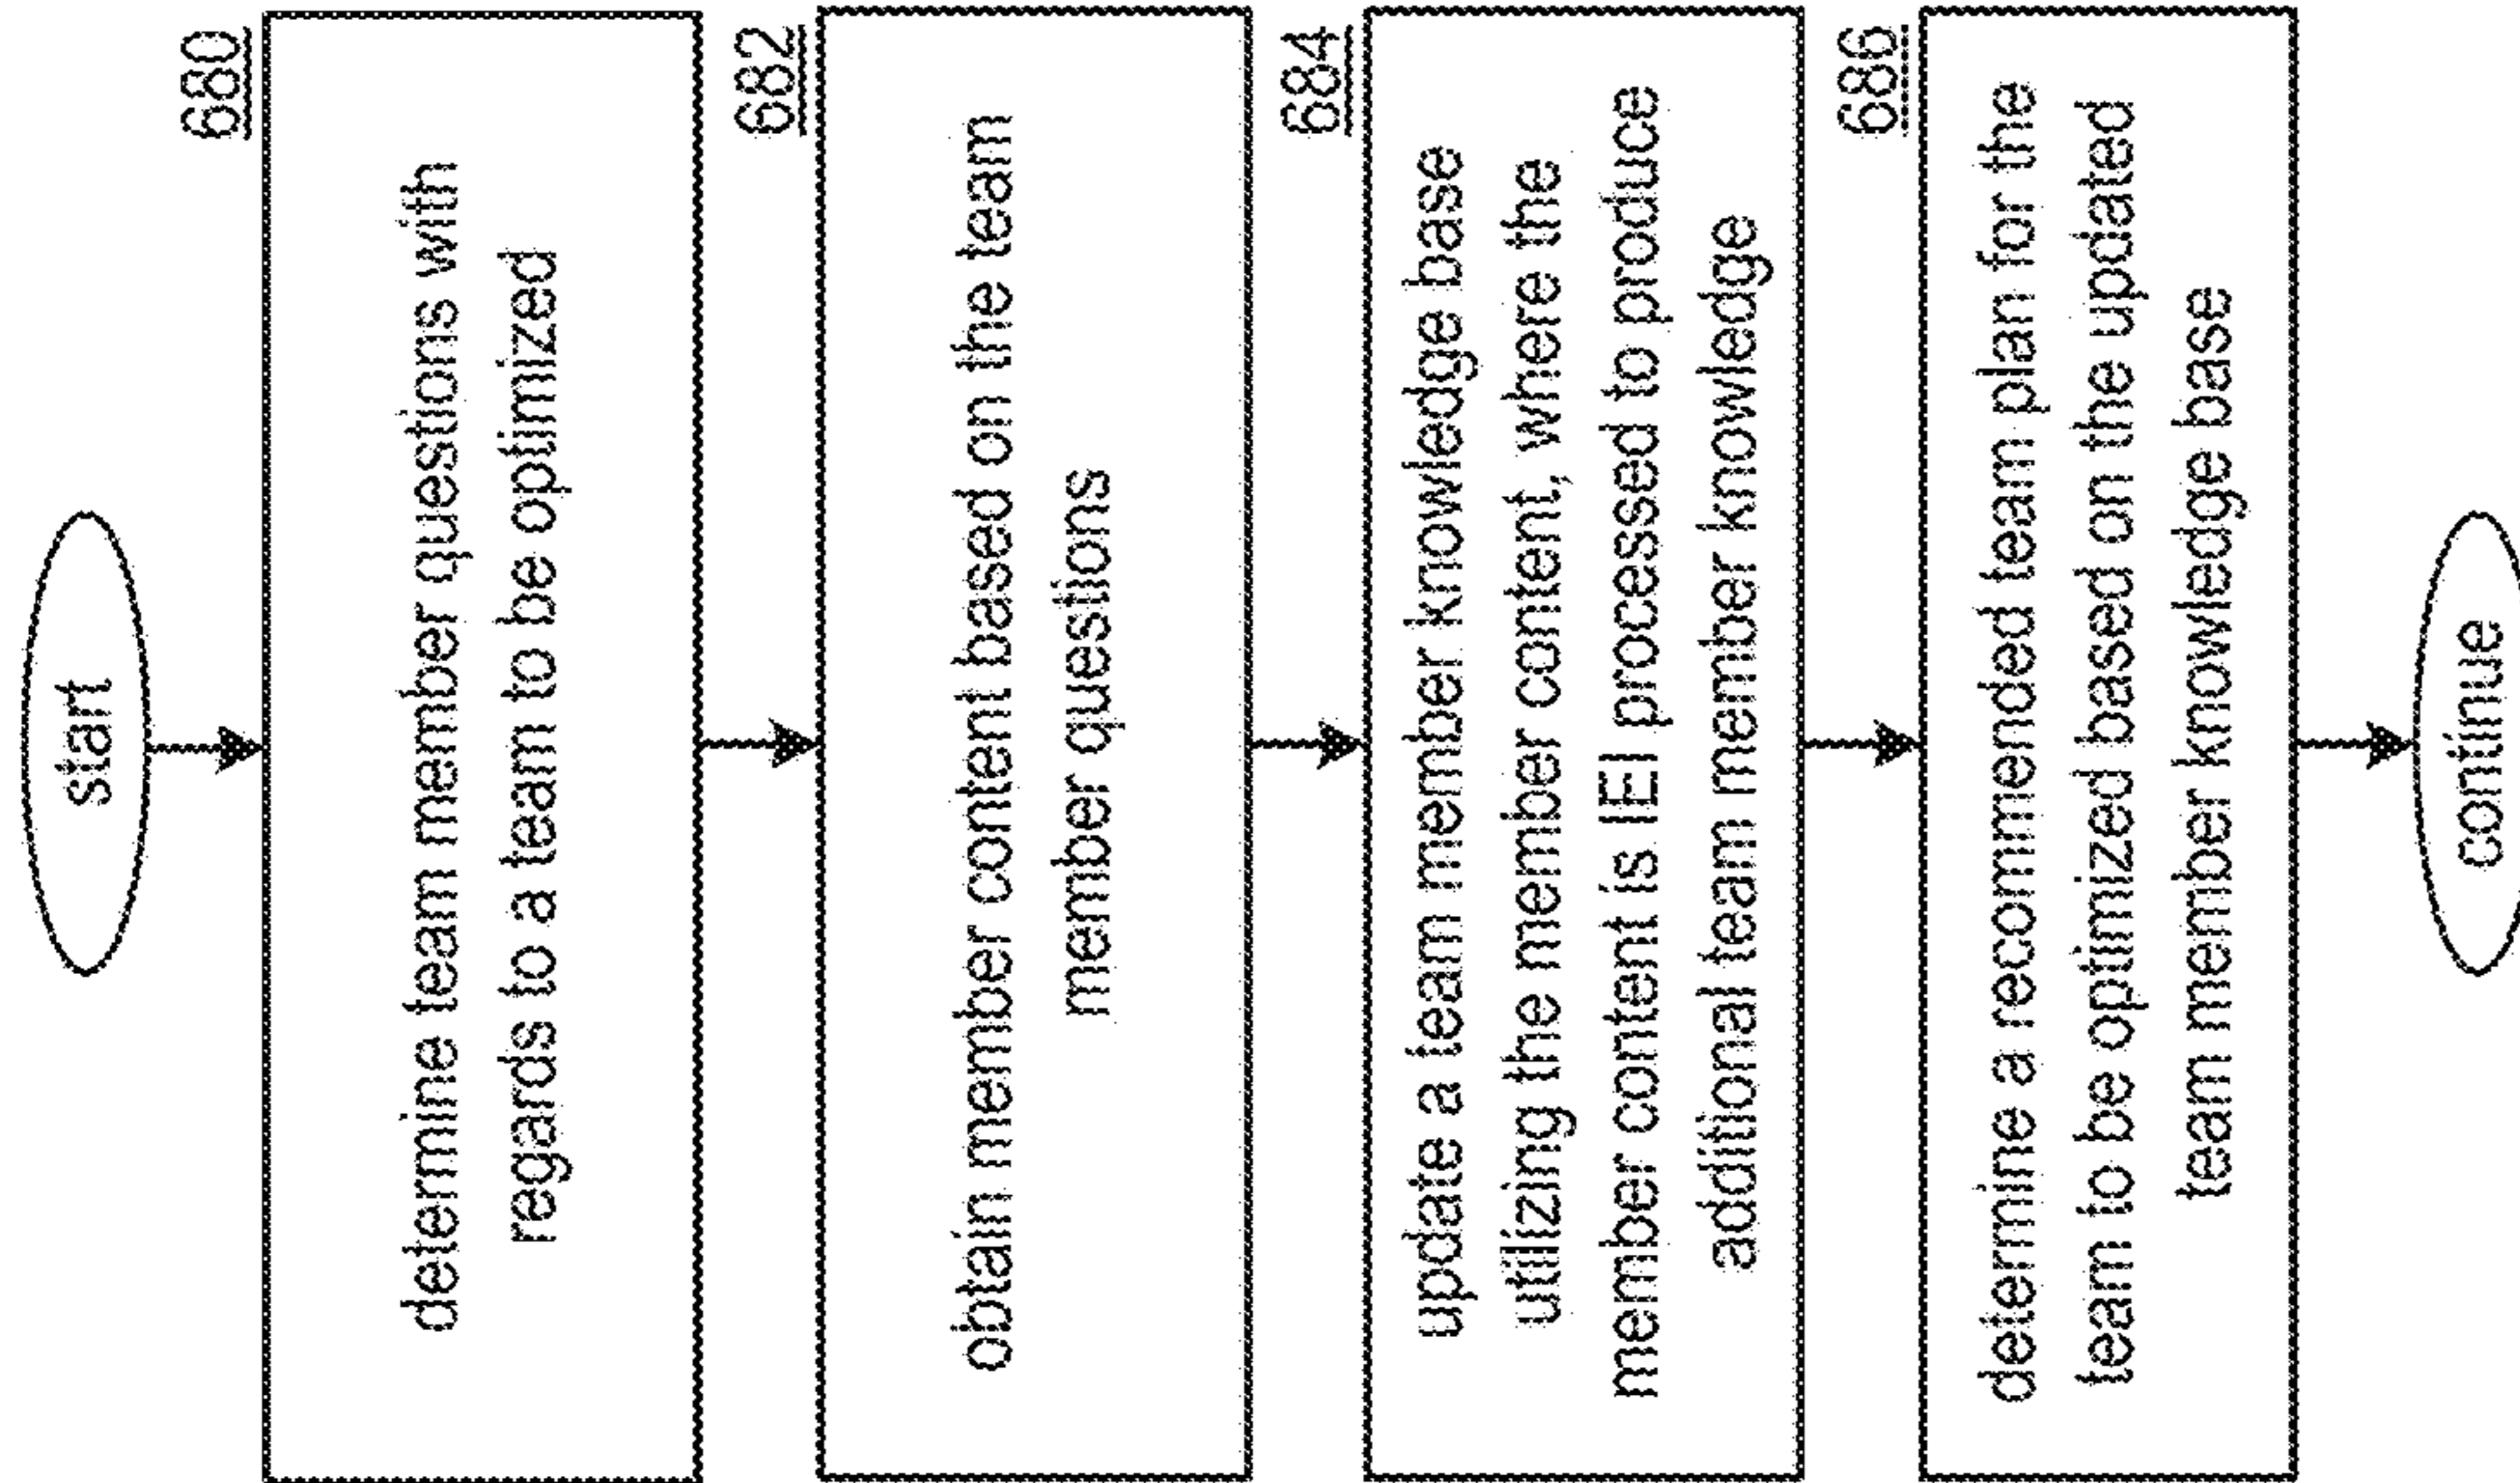 start
680
determine team member questions with
regards to a team to be optimized
682
obtain member content based on the team
member questions
684
update a team member knowledge base
utilizing the member content, where the
member content is IEI processed to produce
additional team member knowledge
686
determine a recommended team plan for the
team to be optimized based on the updated
team member knowledge base
continue